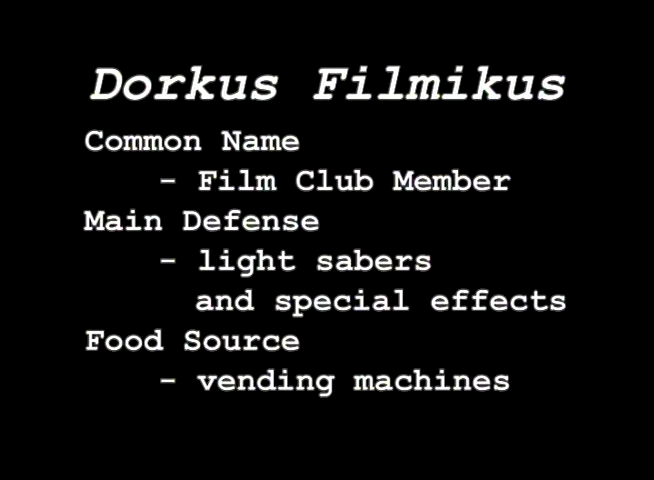 Dorkus Filmikus
Common Name
- Film Club Member
Main Defense
- light sabers
and special effects
Food Source
- vending machines